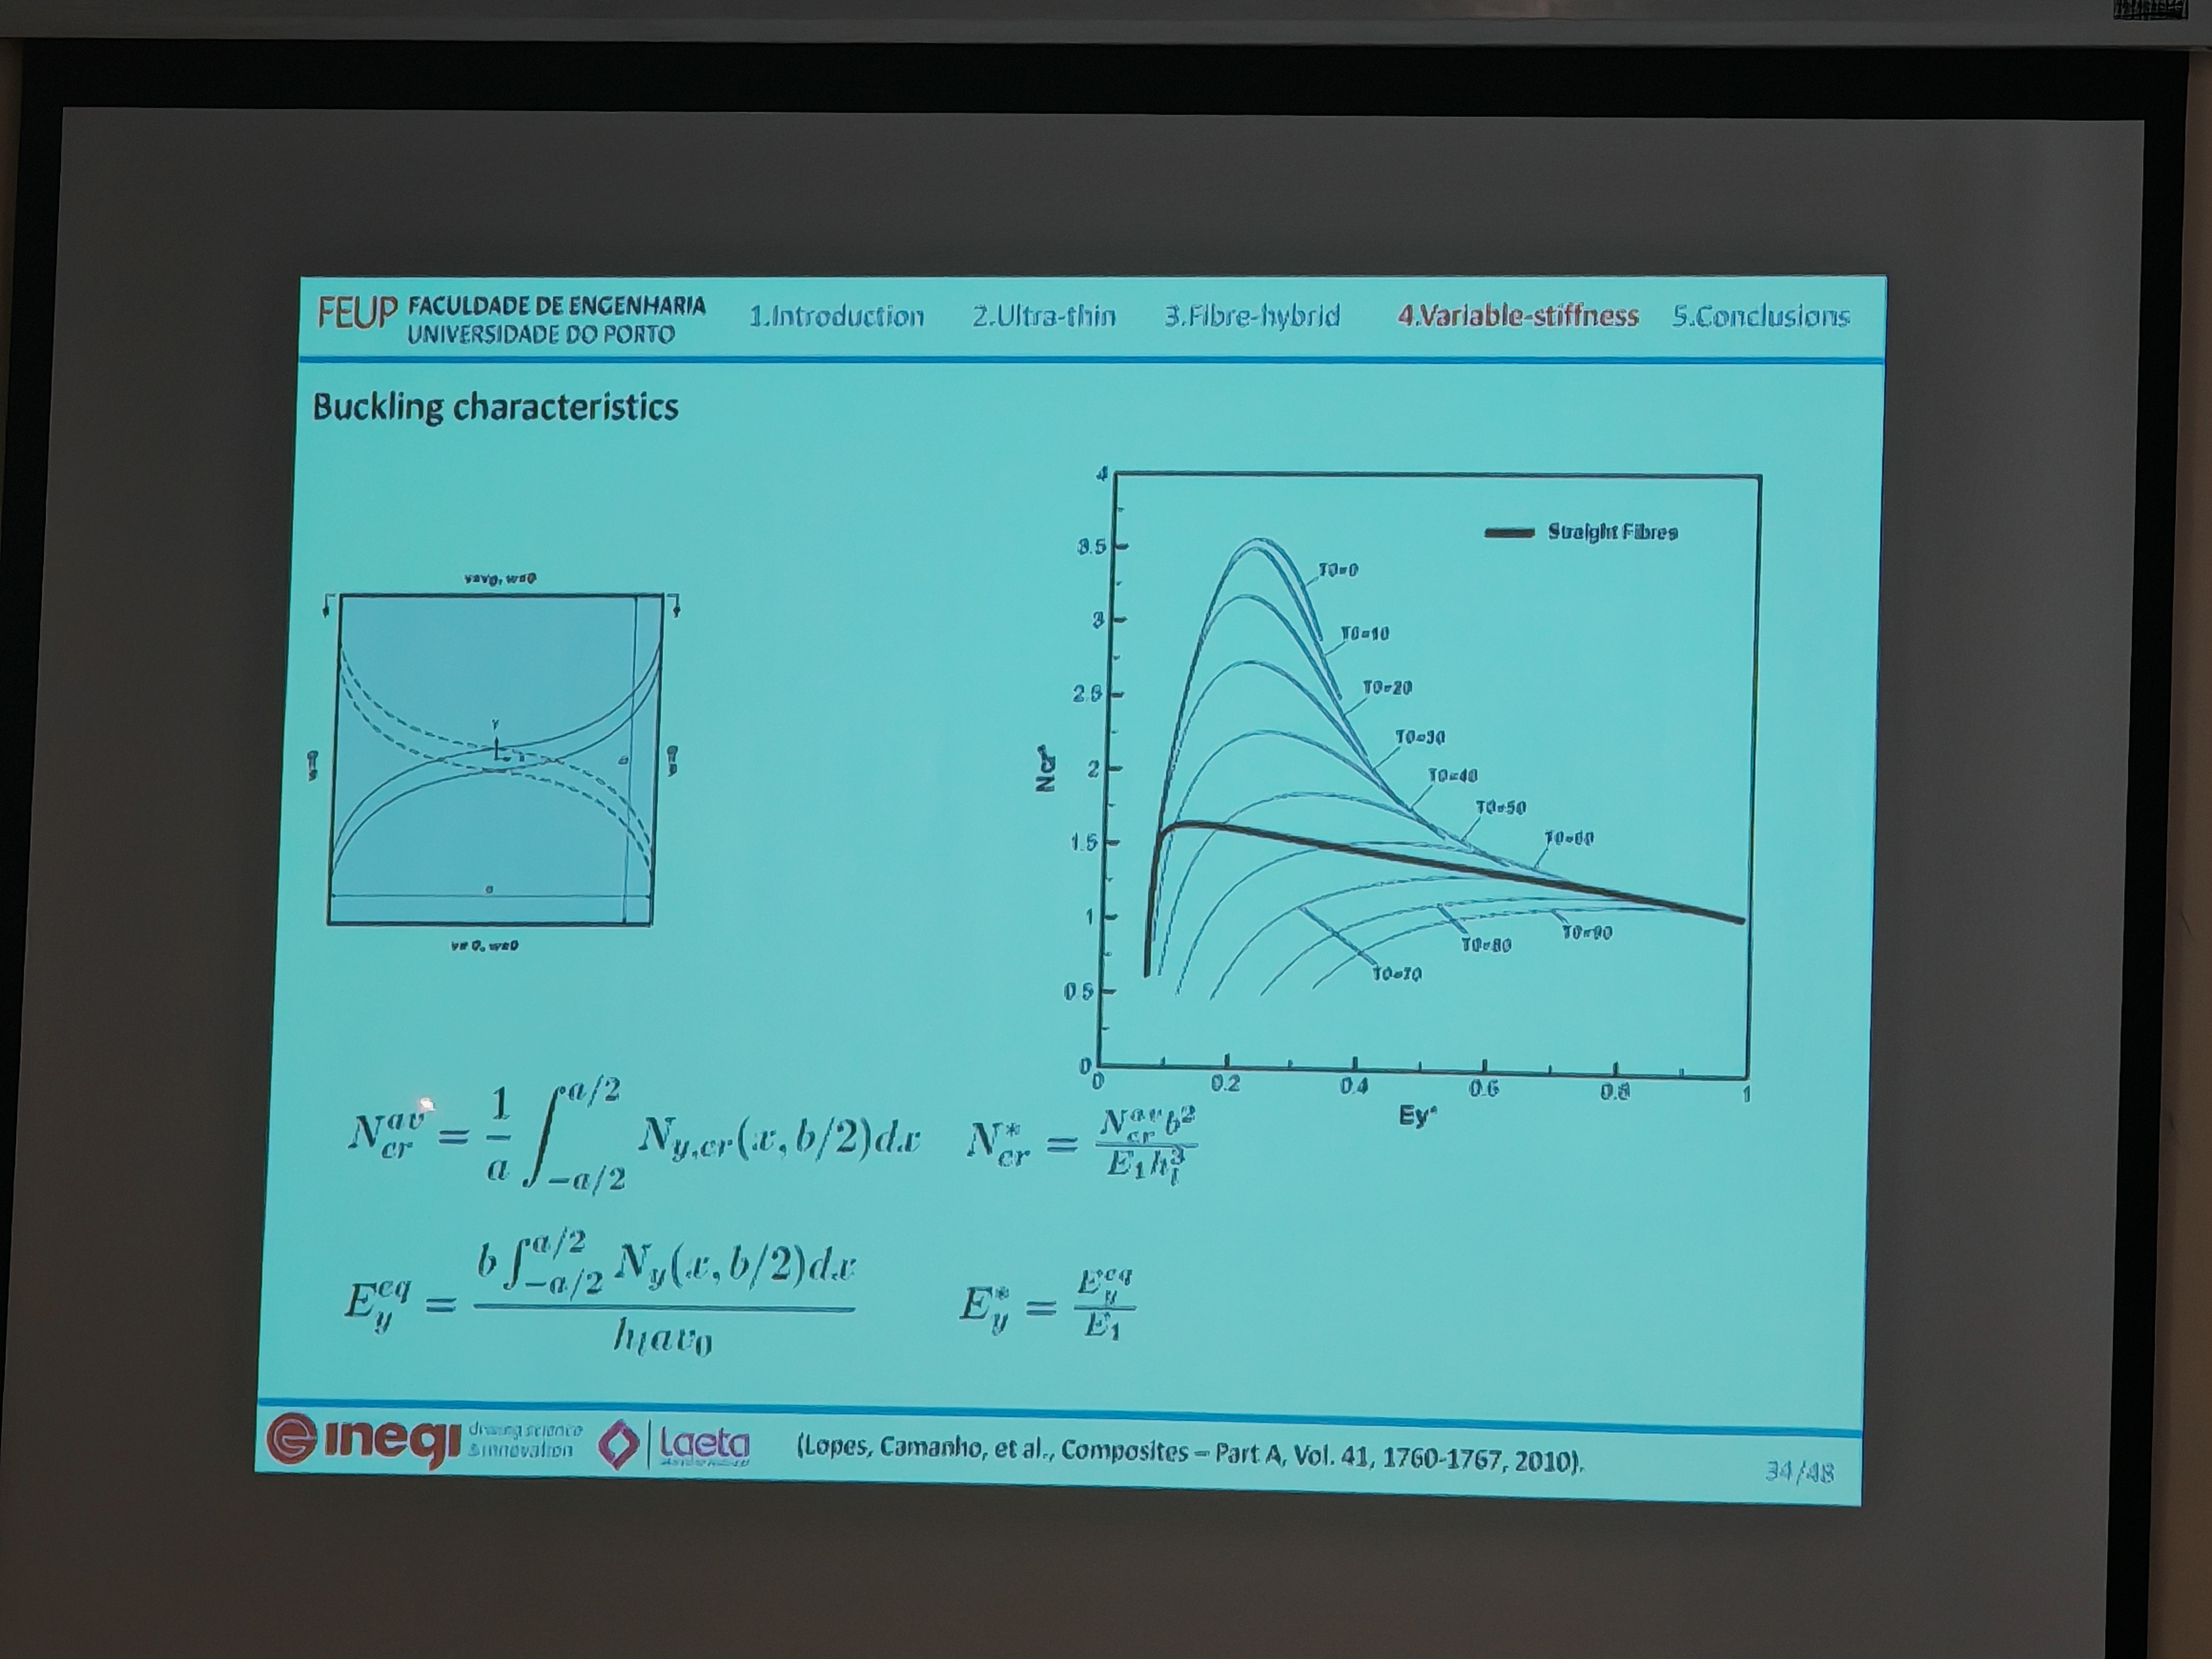 FEUP FACULDADE DE ENGENHARIA
UNIVERSIDADE DO PORTO
1.Introduction 2.Ultra-thin 3.Fibre-hybrid 4.Variable-stiffness 5.Conclusions
Buckling characteristics
v=v0, w=0
y
a
v=0, w=0
Straight Fibres
T0=0
T0=10
T0=20
T0=30
T0=40
T0=50
T0=60
T0=90
T0=80
T0=70
4
3.5
3
2.5
2
1.5
1
0.5
0
Ncr*
0 0.2 0.4 0.6 0.8 1
Ey*
N_{cr}^{av} = \frac{1}{a} \int_{-a/2}^{a/2} N_{y,cr}(x, b/2)dx N_{cr}^{*} = \frac{N_{cr}^{av} b^2}{E_1 h_l^3}
E_y^{eq} = \frac{b \int_{-a/2}^{a/2} N_y(x, b/2)dx}{h_l a v_0} E_y^{*} = \frac{E_y^{eq}}{E_1}
inegi driving science
& innovation
laeta
(Lopes, Camanho, et al., Composites – Part A, Vol. 41, 1760-1767, 2010).
34/48